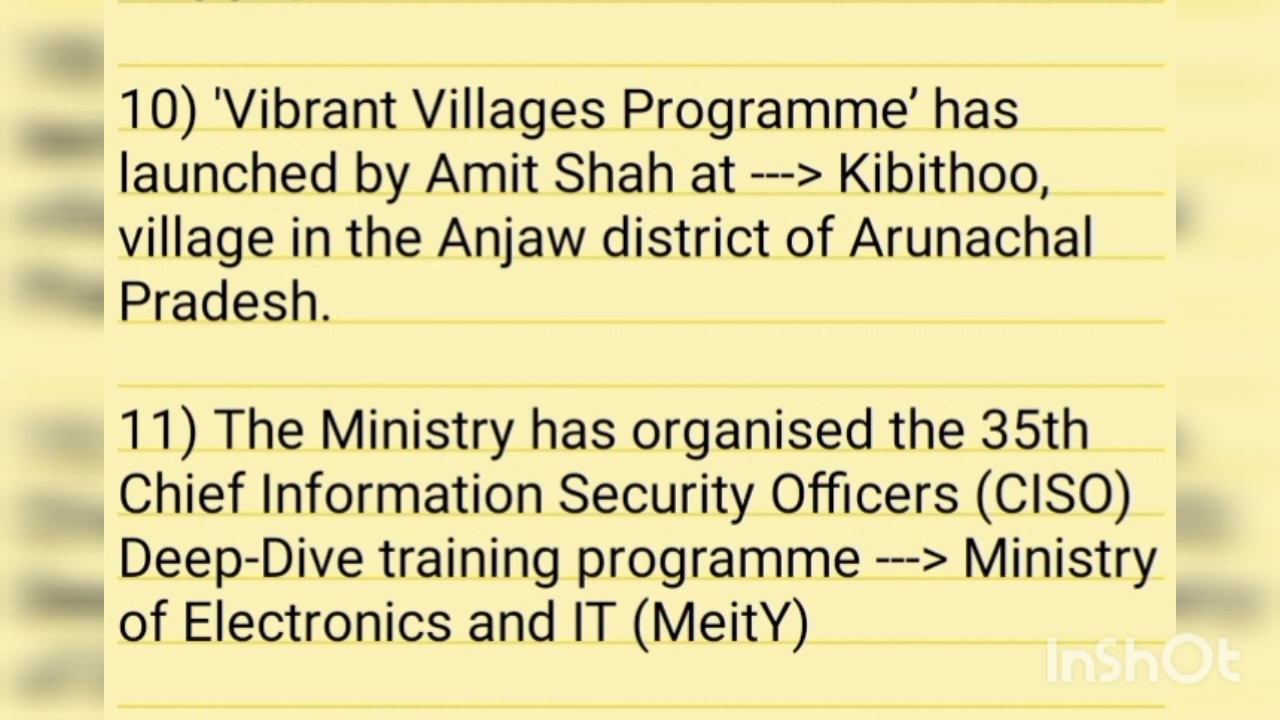 10) 'Vibrant Villages Programme’ has
launched by Amit Shah at ---> Kibithoo,
village in the Anjaw district of Arunachal
Pradesh.
11) The Ministry has organised the 35th
Chief Information Security Officers (CISO)
Deep-Dive training programme ---> Ministry
of Electronics and IT (MeitY)
InShOt